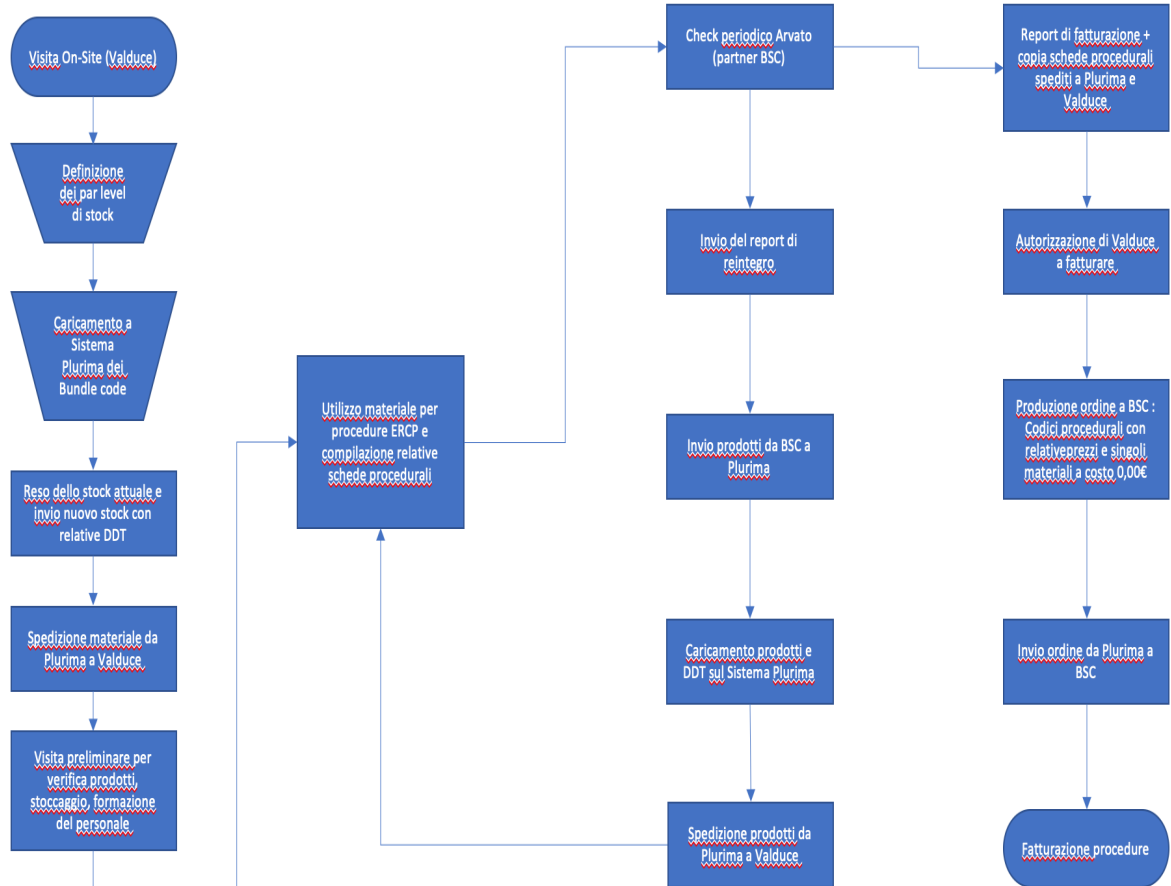 Visita On-Site (Valduce)
Definizione
dei par level
di stock
Caricamento a
Sistema
Plurima dei
Bundle code
Reso dello stock attuale e
invio nuovo stock con
relative DDT
Spedizione materiale da
Plurima a Valduce
Visita preliminare per
verifica prodotti,
stoccaggio, formazione
del personale
Utilizzo materiale per
procedure ERCP e
compilazione relative
schede procedurali
Check periodico Arvato
(partner BSC)
Invio del report di
reintegro
Invio prodotti da BSC a
Plurima
Caricamento prodotti e
DDT sul Sistema Plurima
Spedizione prodotti da
Plurima a Valduce
Report di fatturazione +
copia schede procedurali
spediti a Plurima e
Valduce
Autorizzazione di Valduce
a fatturare
Produzione ordine a BSC :
Codici procedurali con
relativeprezzi e singoli
materiali a costo 0,00€
Invio ordine da Plurima a
BSC
Fatturazione procedure